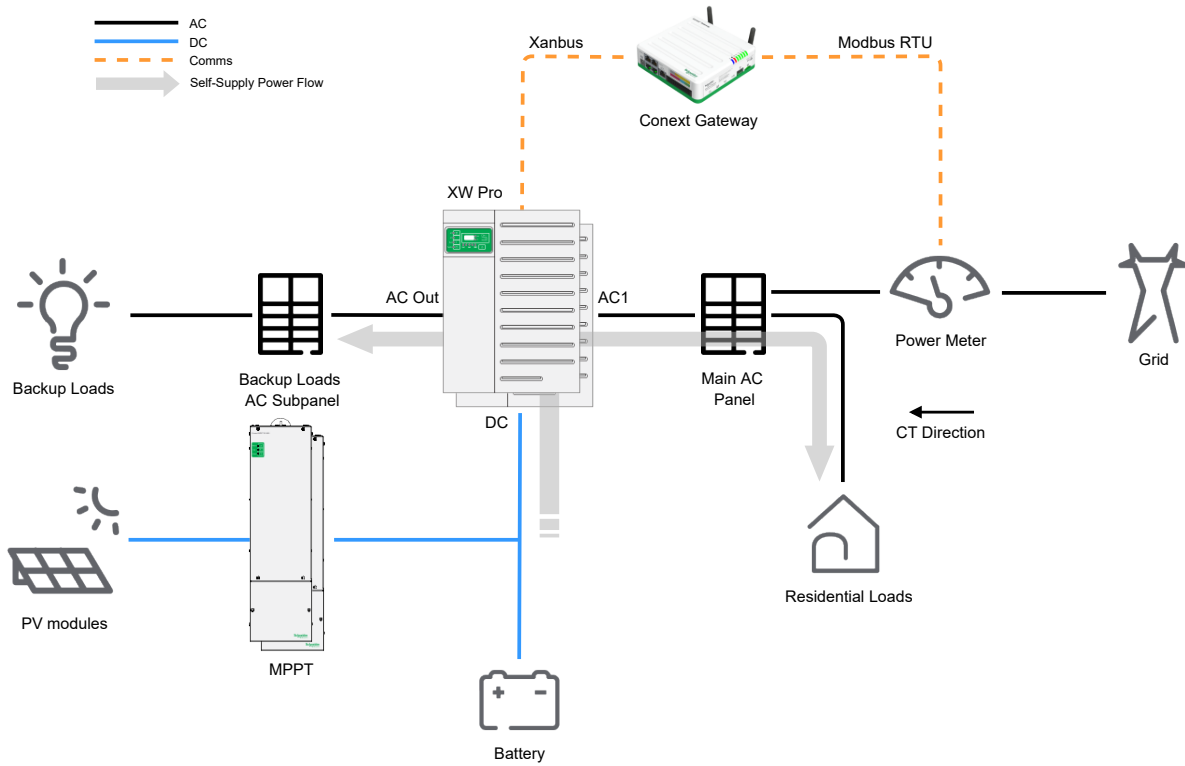 AC
DC
Comms
Self-Supply Power Flow
Xanbus
Modbus RTU
Conext Gateway
XW Pro
AC Out
AC1
Backup Loads
Backup Loads
AC Subpanel
DC
Main AC
Panel
Power Meter
Grid
CT Direction
PV modules
MPPT
Residential Loads
Battery